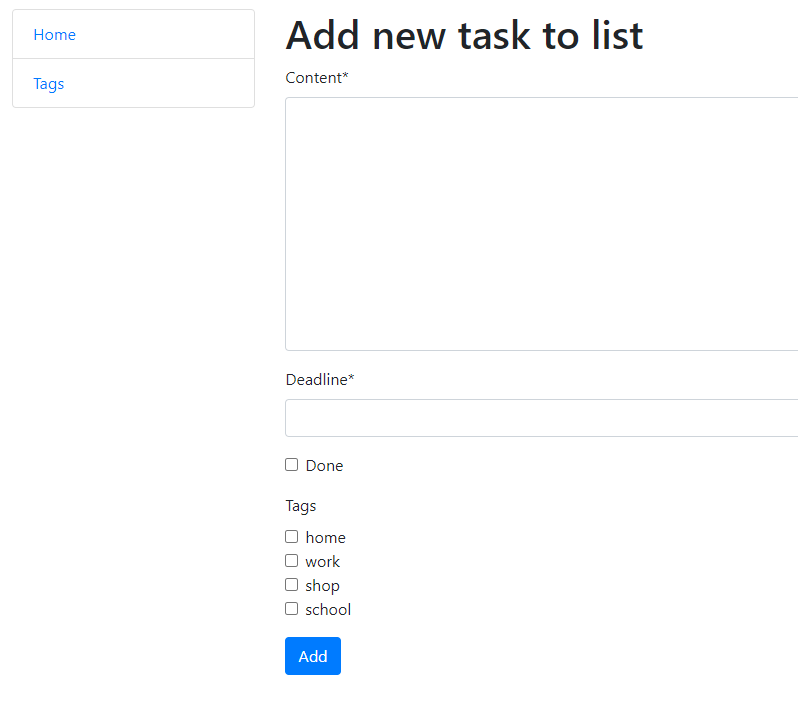 Home
Tags
Add new task to list
Content*
Deadline*
Done
Tags
home
work
shop
school
Add